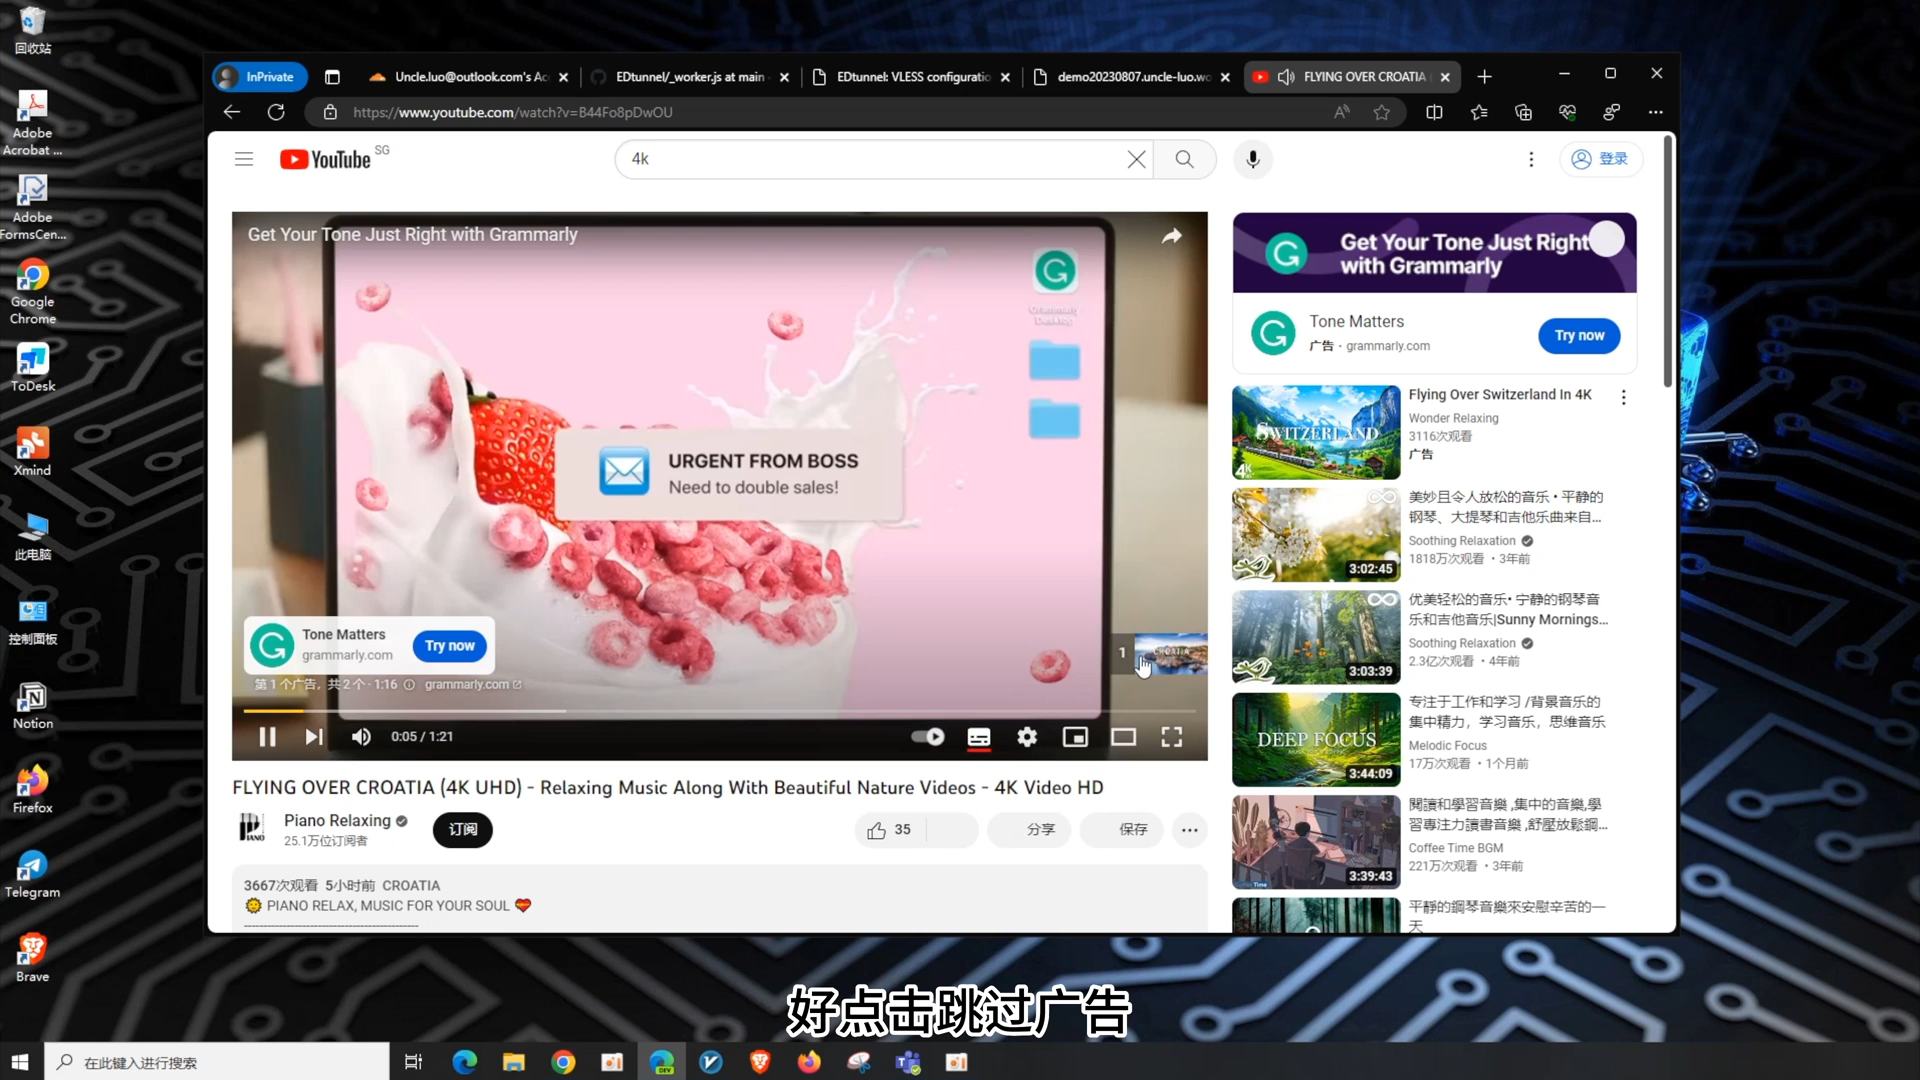 回收站
Adobe
Acrobat ...
Adobe
FormsCen...
Google
Chrome
ToDesk
Xmind
此电脑
控制面板
Notion
Firefox
Telegram
Brave
InPrivate
Uncle.luo@outlook.com's Ac
EDtunnel/_worker.js at main
EDtunnel: VLESS configuratio
demo20230807.uncle-luo.wo
FLYING OVER CROATIA
https://www.youtube.com/watch?v=B44Fo8pDwOU
YouTube SG
4k
登录
Get Your Tone Just Right with Grammarly
Grammarly
Desktop
URGENT FROM BOSS
Need to double sales!
Tone Matters
grammarly.com
Try now
第 1 个广告，共 2 个 · 1:16 grammarly.com
1
CROATIA
0:05 / 1:21
FLYING OVER CROATIA (4K UHD) - Relaxing Music Along With Beautiful Nature Videos - 4K Video HD
Piano Relaxing
25.1万位订阅者
订阅
35
分享
保存
3667次观看 5小时前 CROATIA
PIANO RELAX, MUSIC FOR YOUR SOUL
Get Your Tone Just Right
with Grammarly
Tone Matters
广告 · grammarly.com
Try now
SWITZERLAND
4K
Flying Over Switzerland In 4K
Wonder Relaxing
3116次观看
广告
3:02:45
美妙且令人放松的音乐 • 平静的
钢琴、大提琴和吉他乐曲来自...
Soothing Relaxation
1818万次观看 · 3年前
3:03:39
优美轻松的音乐• 宁静的钢琴音
乐和吉他音乐|Sunny Mornings...
Soothing Relaxation
2.3亿次观看 · 4年前
DEEP FOCUS
3:44:09
专注于工作和学习 /背景音乐的
集中精力，学习音乐，思维音乐
Melodic Focus
17万次观看 · 1个月前
Coffee Time
3:39:43
閱讀和學習音樂 ,集中的音樂,學
習專注力讀書音樂 ,舒壓放鬆鋼...
Coffee Time BGM
221万次观看 · 3年前
平靜的鋼琴音樂來安慰辛苦的一
天
好点击跳过广告
在此键入进行搜索
DEV